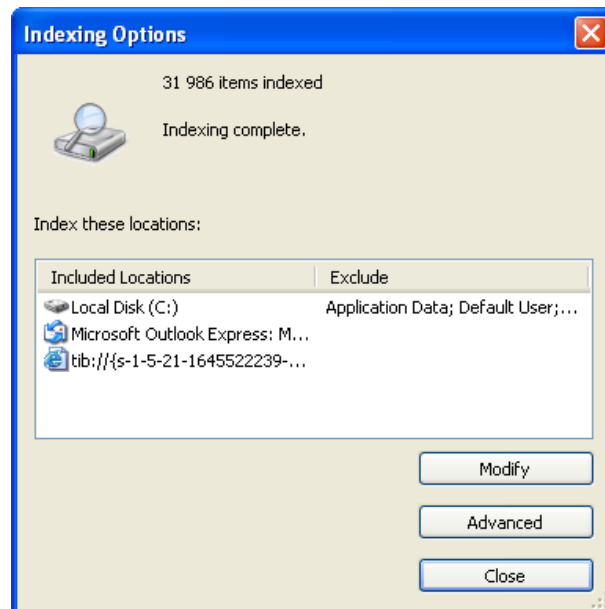 Indexing Options
31 986 items indexed
Indexing complete.
Index these locations:
Included Locations Exclude
Local Disk (C:) Application Data; Default User;...
Microsoft Outlook Express: M...
tib://{s-1-5-21-1645522239-...
Modify
Advanced
Close